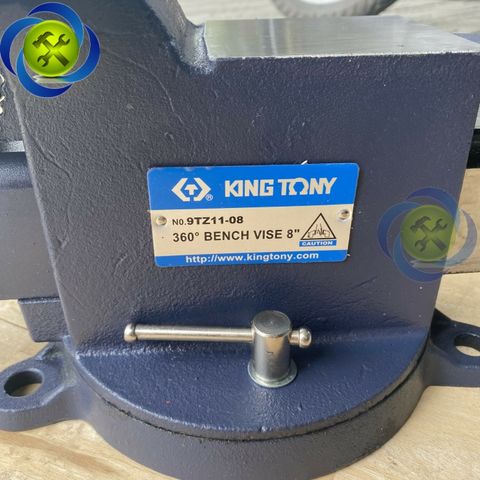 KING TONY
NO.9TZ11-08
360° BENCH VISE 8"
CAUTION
http://www.kingtony.com